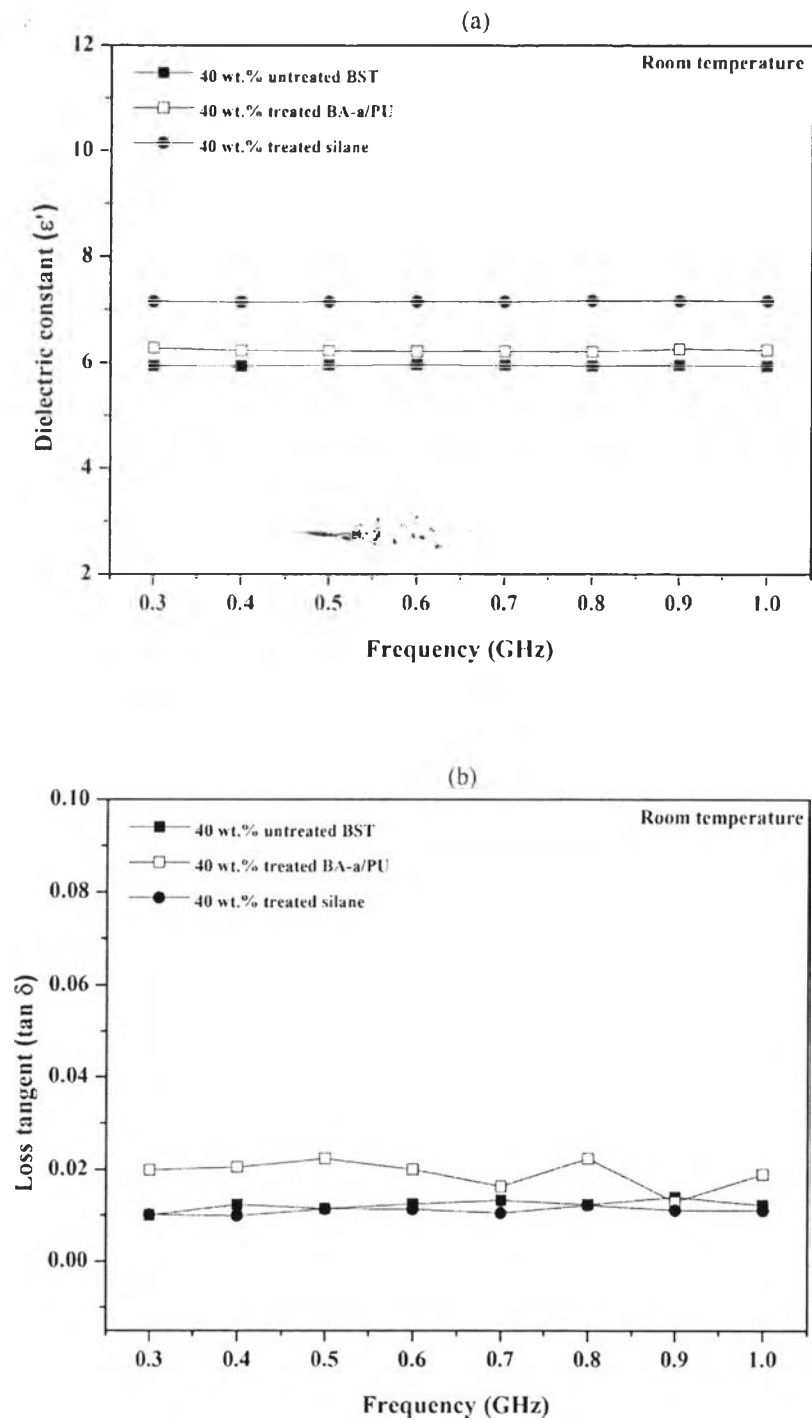 (a)
12
10
8
6
4
2
Dielectric constant (ε')
40 wt.% untreated BST
40 wt.% treated BA-a/PU
40 wt.% treated silane
Room temperature
0.3 0.4 0.5 0.6 0.7 0.8 0.9 1.0
Frequency (GHz)
(b)
0.10
0.08
0.06
0.04
0.02
0.00
Loss tangent (tan δ)
40 wt.% untreated BST
40 wt.% treated BA-a/PU
40 wt.% treated silane
Room temperature
0.3 0.4 0.5 0.6 0.7 0.8 0.9 1.0
Frequency (GHz)